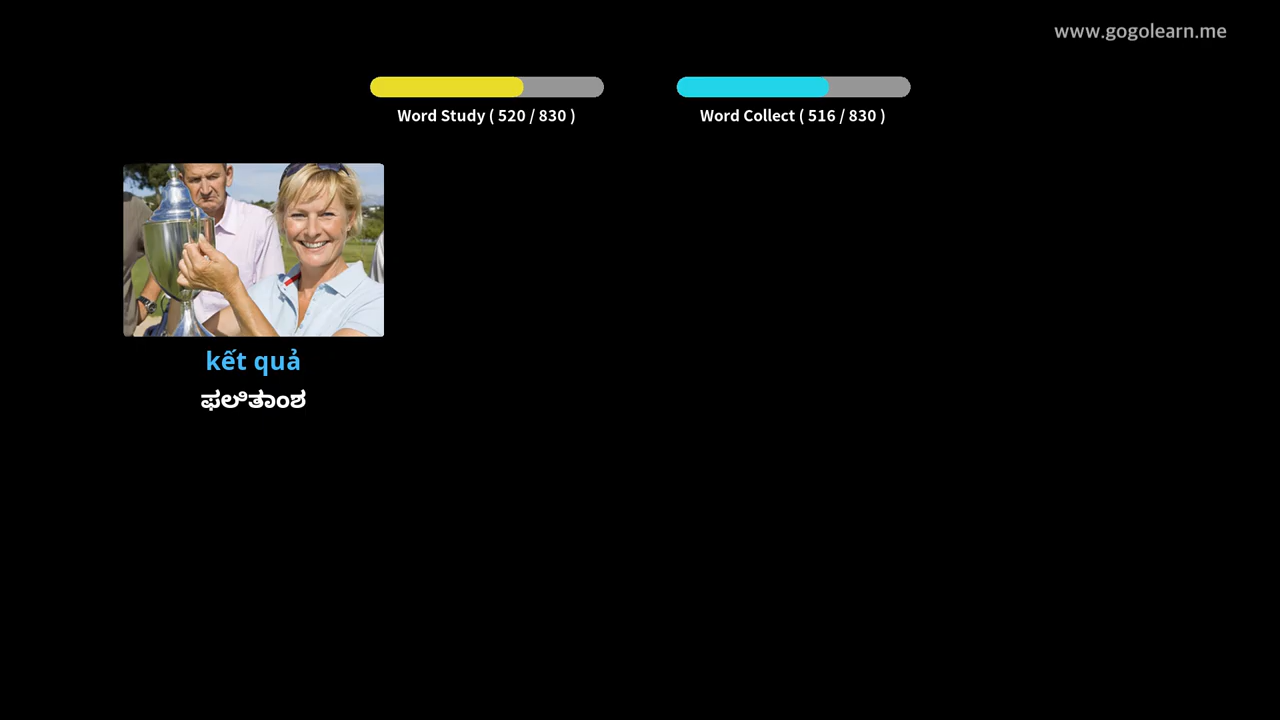 www.gogolearn.me
Word Study ( 520 / 830 )
Word Collect ( 516 / 830 )
kết quả
ಫಲಿತಾಂಶ